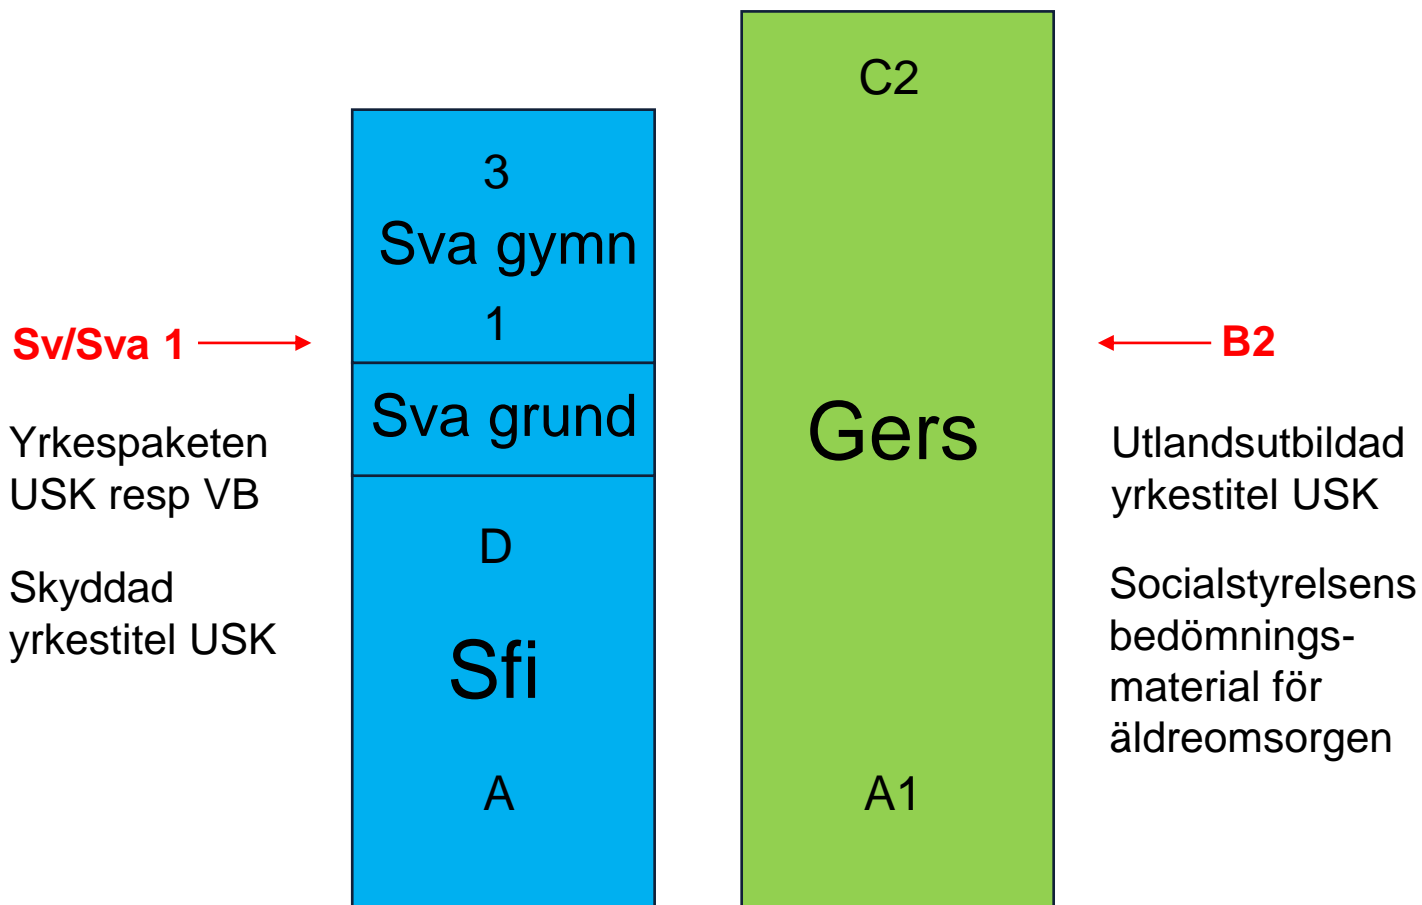 Sv/Sva 1
Yrkespaketen
USK resp VB
Skyddad
yrkestitel USK
3
Sva gymn
1
Sva grund
D
Sfi
A
C2
Gers
A1
B2
Utlandsutbildad
yrkestitel USK
Socialstyrelsens
bedömnings-
material för
äldreomsorgen